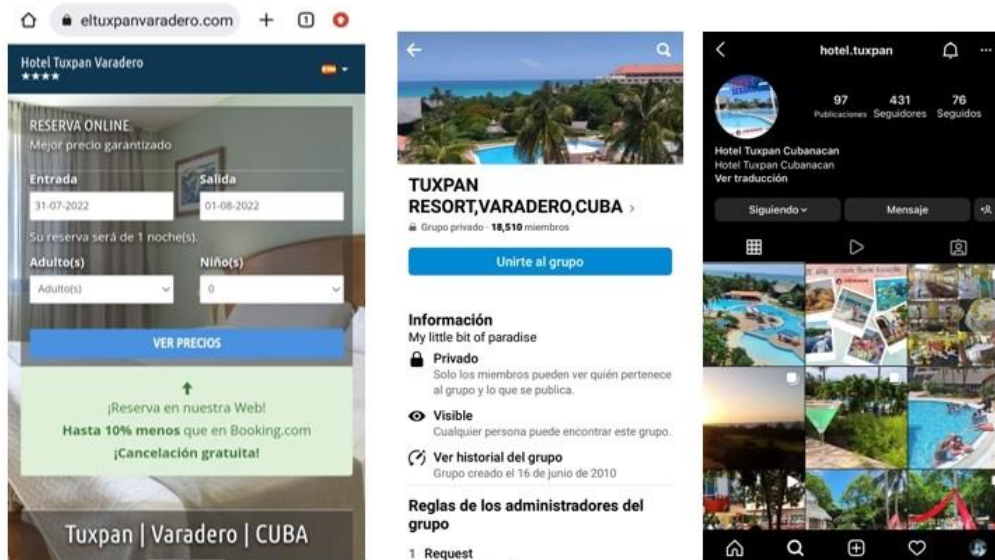 eltuxpanvaradero.com
1
Hotel Tuxpan Varadero
RESERVA ONLINE
Mejor precio garantizado
Entrada
Salida
31-07-2022
01-08-2022
Su reserva será de 1 noche(s).
Adulto(s)
Niño(s)
Adulto(s)
0
VER PRECIOS
¡Reserva en nuestra Web!
Hasta 10% menos que en Booking.com
¡Cancelación gratuita!
Tuxpan | Varadero | CUBA
TUXPAN
RESORT,VARADERO,CUBA
Grupo privado · 18,510 miembros
Unirte al grupo
Información
My little bit of paradise
Privado
Solo los miembros pueden ver quién pertenece
al grupo y lo que se publica.
Visible
Cualquier persona puede encontrar este grupo.
Ver historial del grupo
Grupo creado el 16 de junio de 2010
Reglas de los administradores del
grupo
1 Request
hotel.tuxpan
97 431 76
Publicaciones Seguidores Seguidos
Hotel Tuxpan Cubanacan
Hotel Tuxpan Cubanacan
Ver traducción
Siguiendo
Mensaje